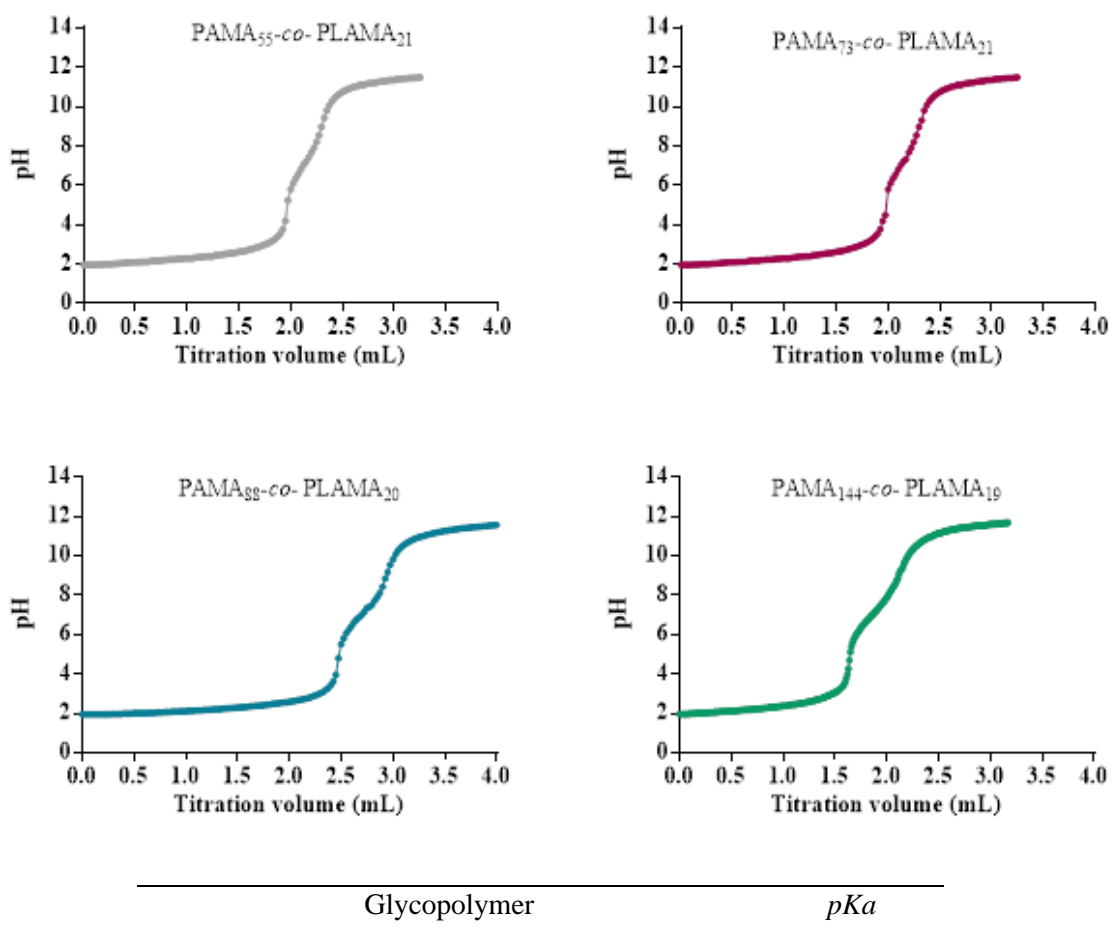 PAMA55-co- PLAMA21
14
12
10
8
6
4
2
0
pH
0.0 0.5 1.0 1.5 2.0 2.5 3.0 3.5 4.0
Titration volume (mL)
PAMA73-co- PLAMA21
14
12
10
8
6
4
2
0
pH
0.0 0.5 1.0 1.5 2.0 2.5 3.0 3.5 4.0
Titration volume (mL)
PAMA88-co- PLAMA20
14
12
10
8
6
4
2
0
pH
0.0 0.5 1.0 1.5 2.0 2.5 3.0 3.5 4.0
Titration volume (mL)
PAMA144-co- PLAMA19
14
12
10
8
6
4
2
0
pH
0.0 0.5 1.0 1.5 2.0 2.5 3.0 3.5 4.0
Titration volume (mL)
Glycopolymer pKa